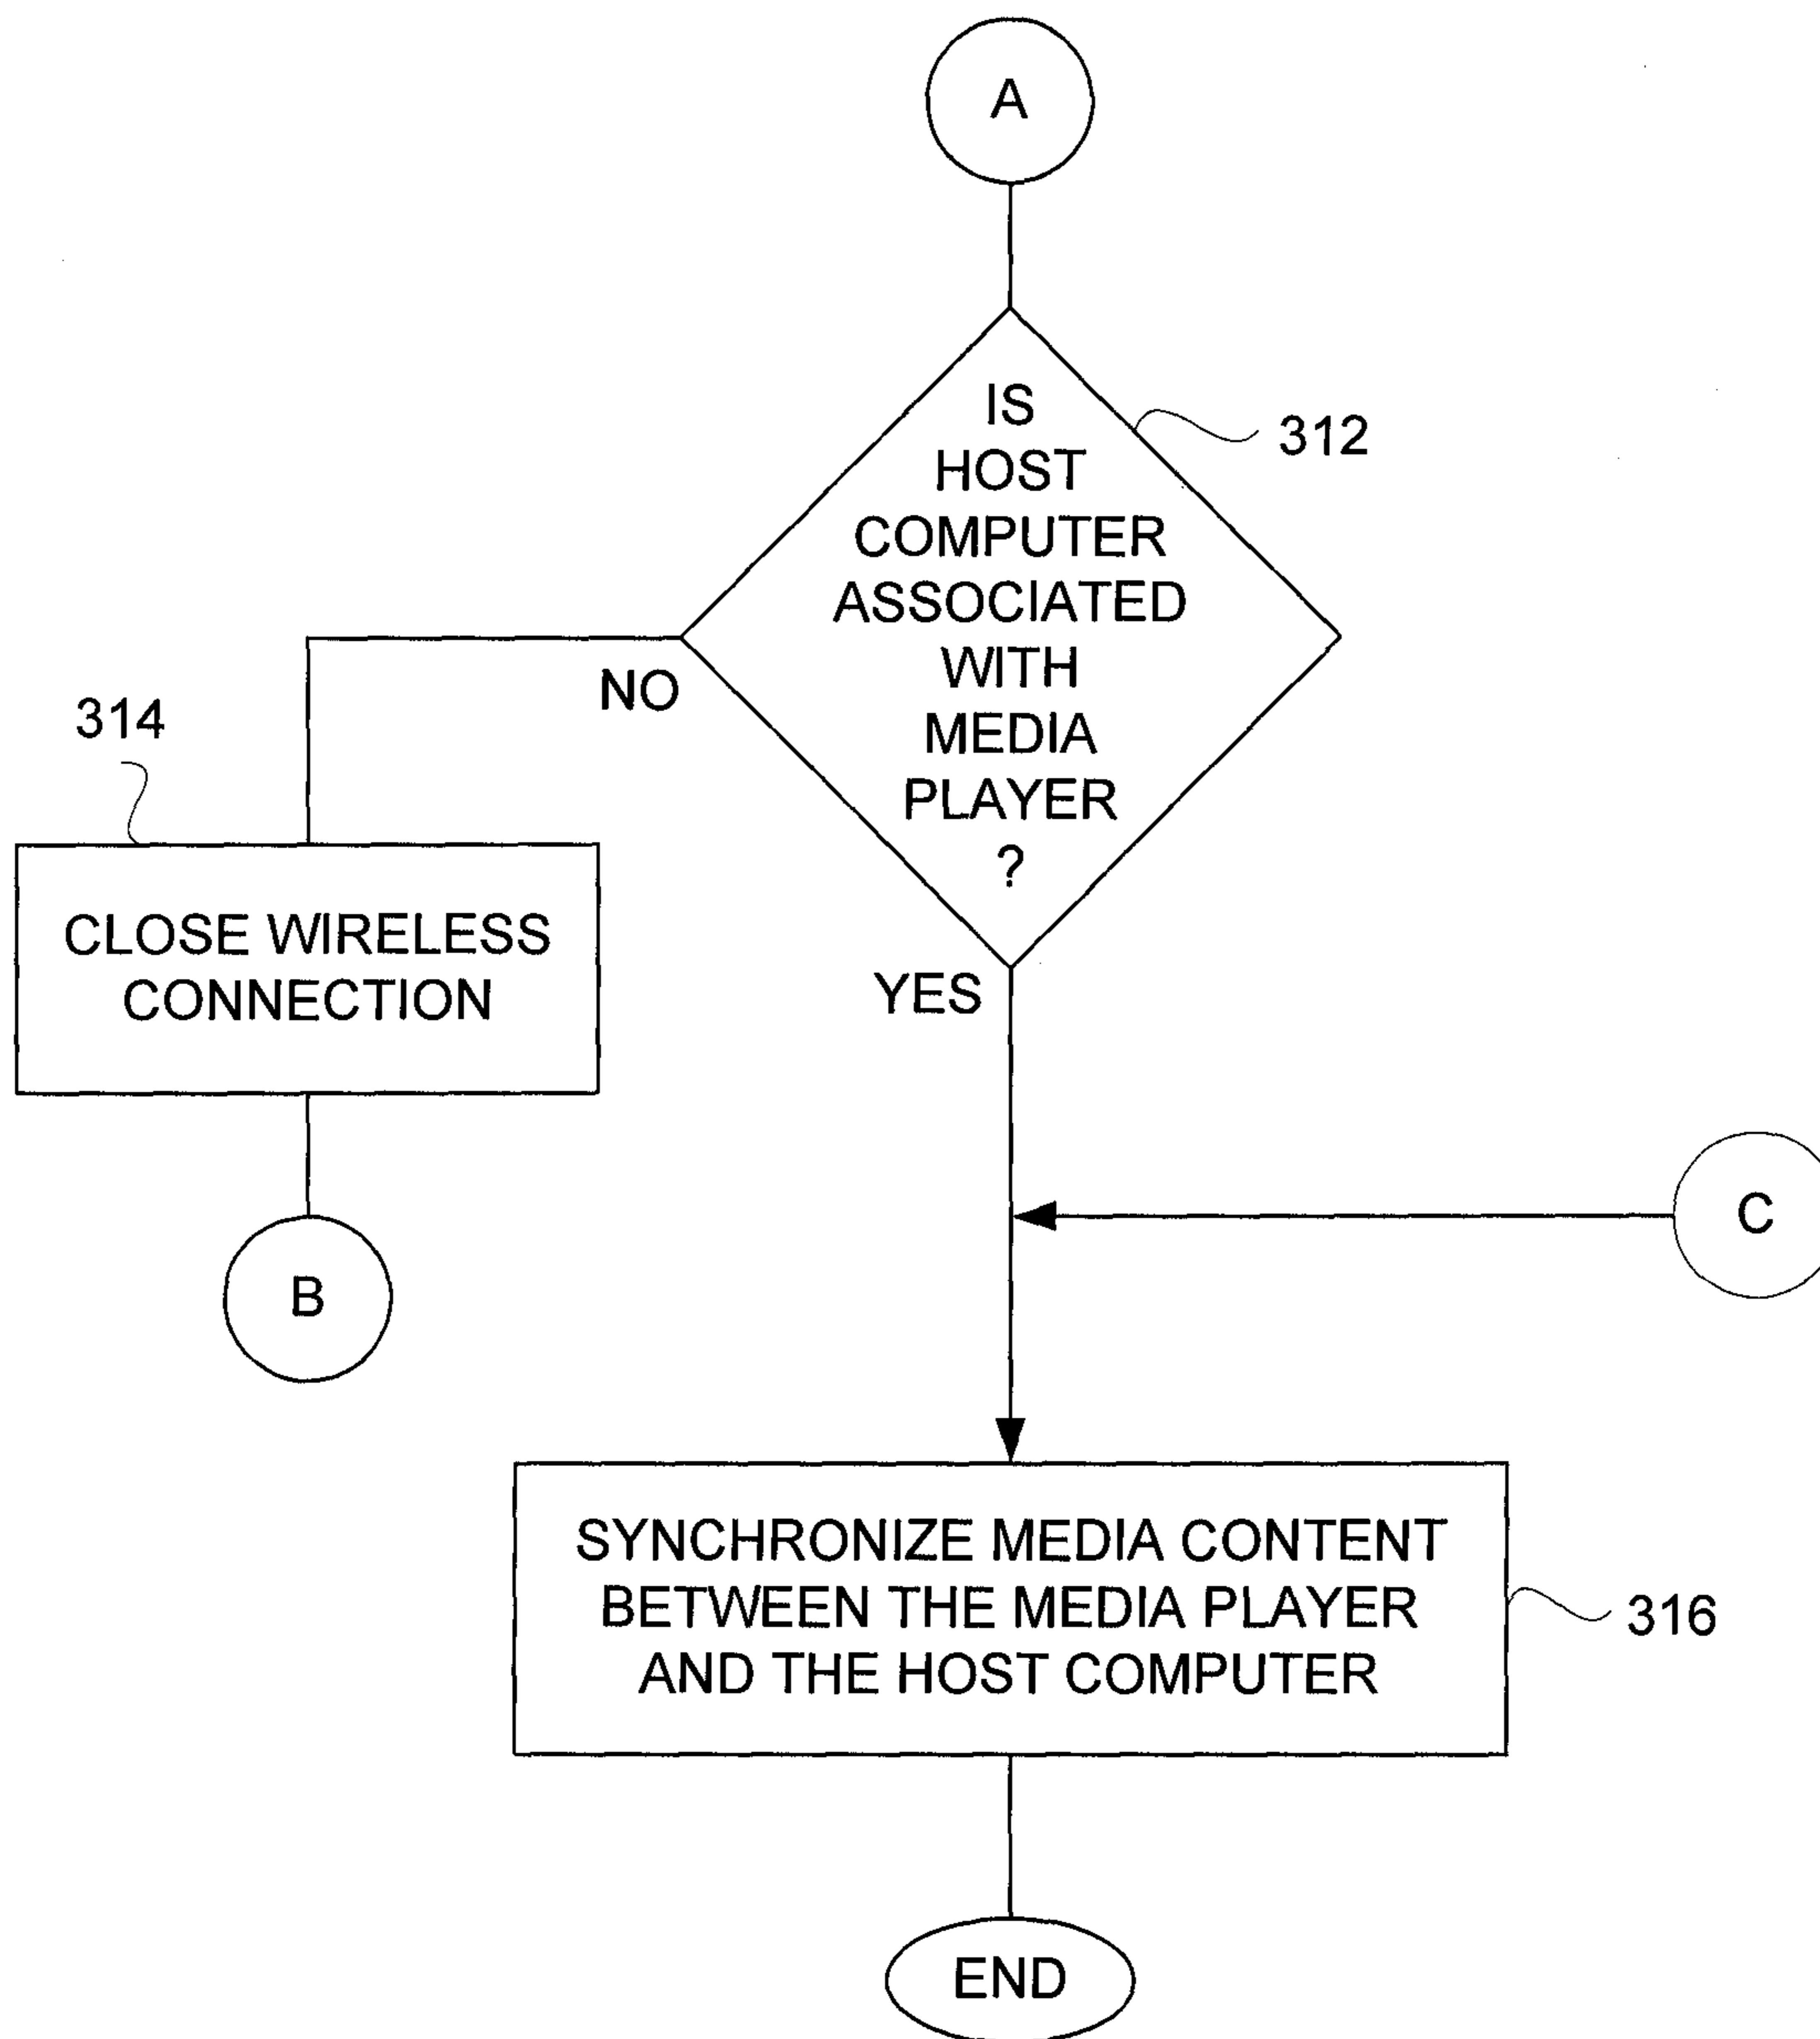 A
IS
HOST
COMPUTER
ASSOCIATED
WITH
MEDIA
PLAYER
?
312
NO
314
CLOSE WIRELESS
CONNECTION
YES
C
B
SYNCHRONIZE MEDIA CONTENT
BETWEEN THE MEDIA PLAYER
AND THE HOST COMPUTER
316
END